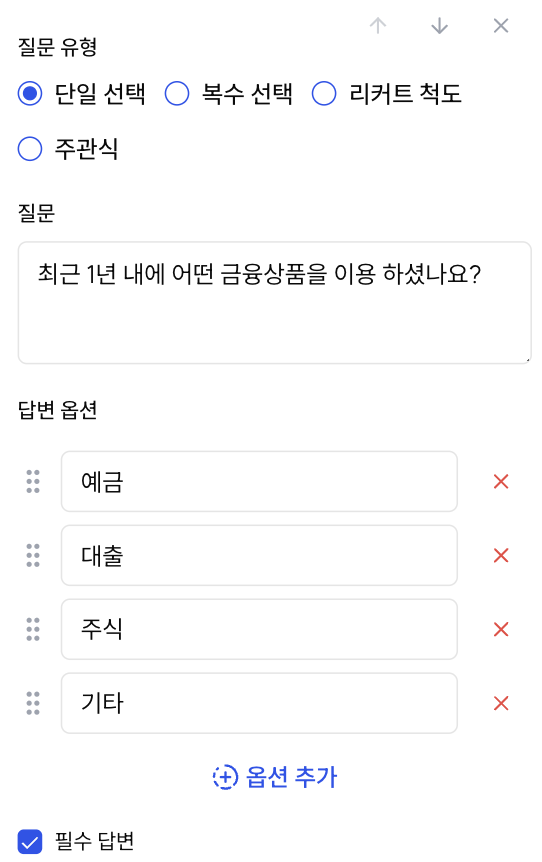 질문 유형
단일 선택 복수 선택 리커트 척도
주관식
질문
최근 1년 내에 어떤 금융상품을 이용 하셨나요?
답변 옵션
예금
대출
주식
기타
옵션 추가
필수 답변